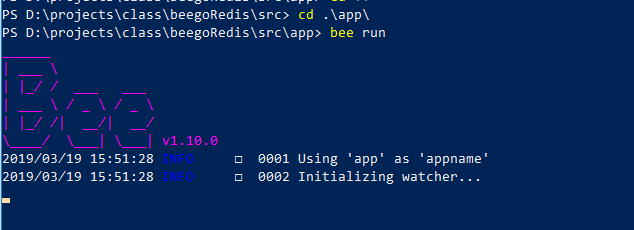 PS D:\projects\class\beegoRedis\src> cd .\app\
PS D:\projects\class\beegoRedis\src\app> bee run
______
| ___ \
| |_/ /  ___   ___
| ___ \ / _ \ / _ \
| |_/ /|  __/|  __/
\____/  \___| \___| v1.10.0
2019/03/19 15:51:28 INFO     □  0001 Using 'app' as 'appname'
2019/03/19 15:51:28 INFO     □  0002 Initializing watcher...